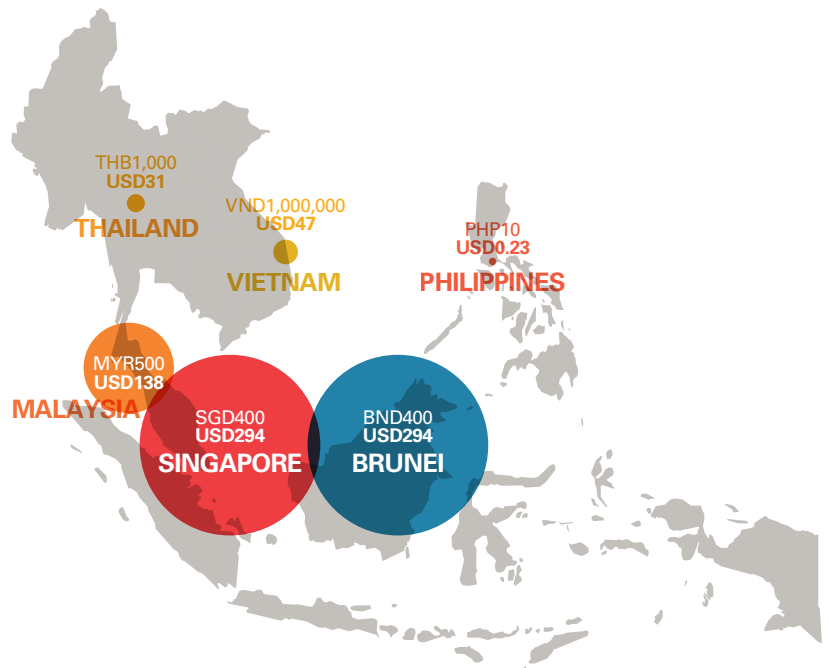 THB1,000
USD31
THAILAND
VND1,000,000
USD47
VIETNAM
PHP10
USD0.23
PHILIPPINES
MYR500
USD138
MALAYSIA
SGD400
USD294
SINGAPORE
BND400
USD294
BRUNEI